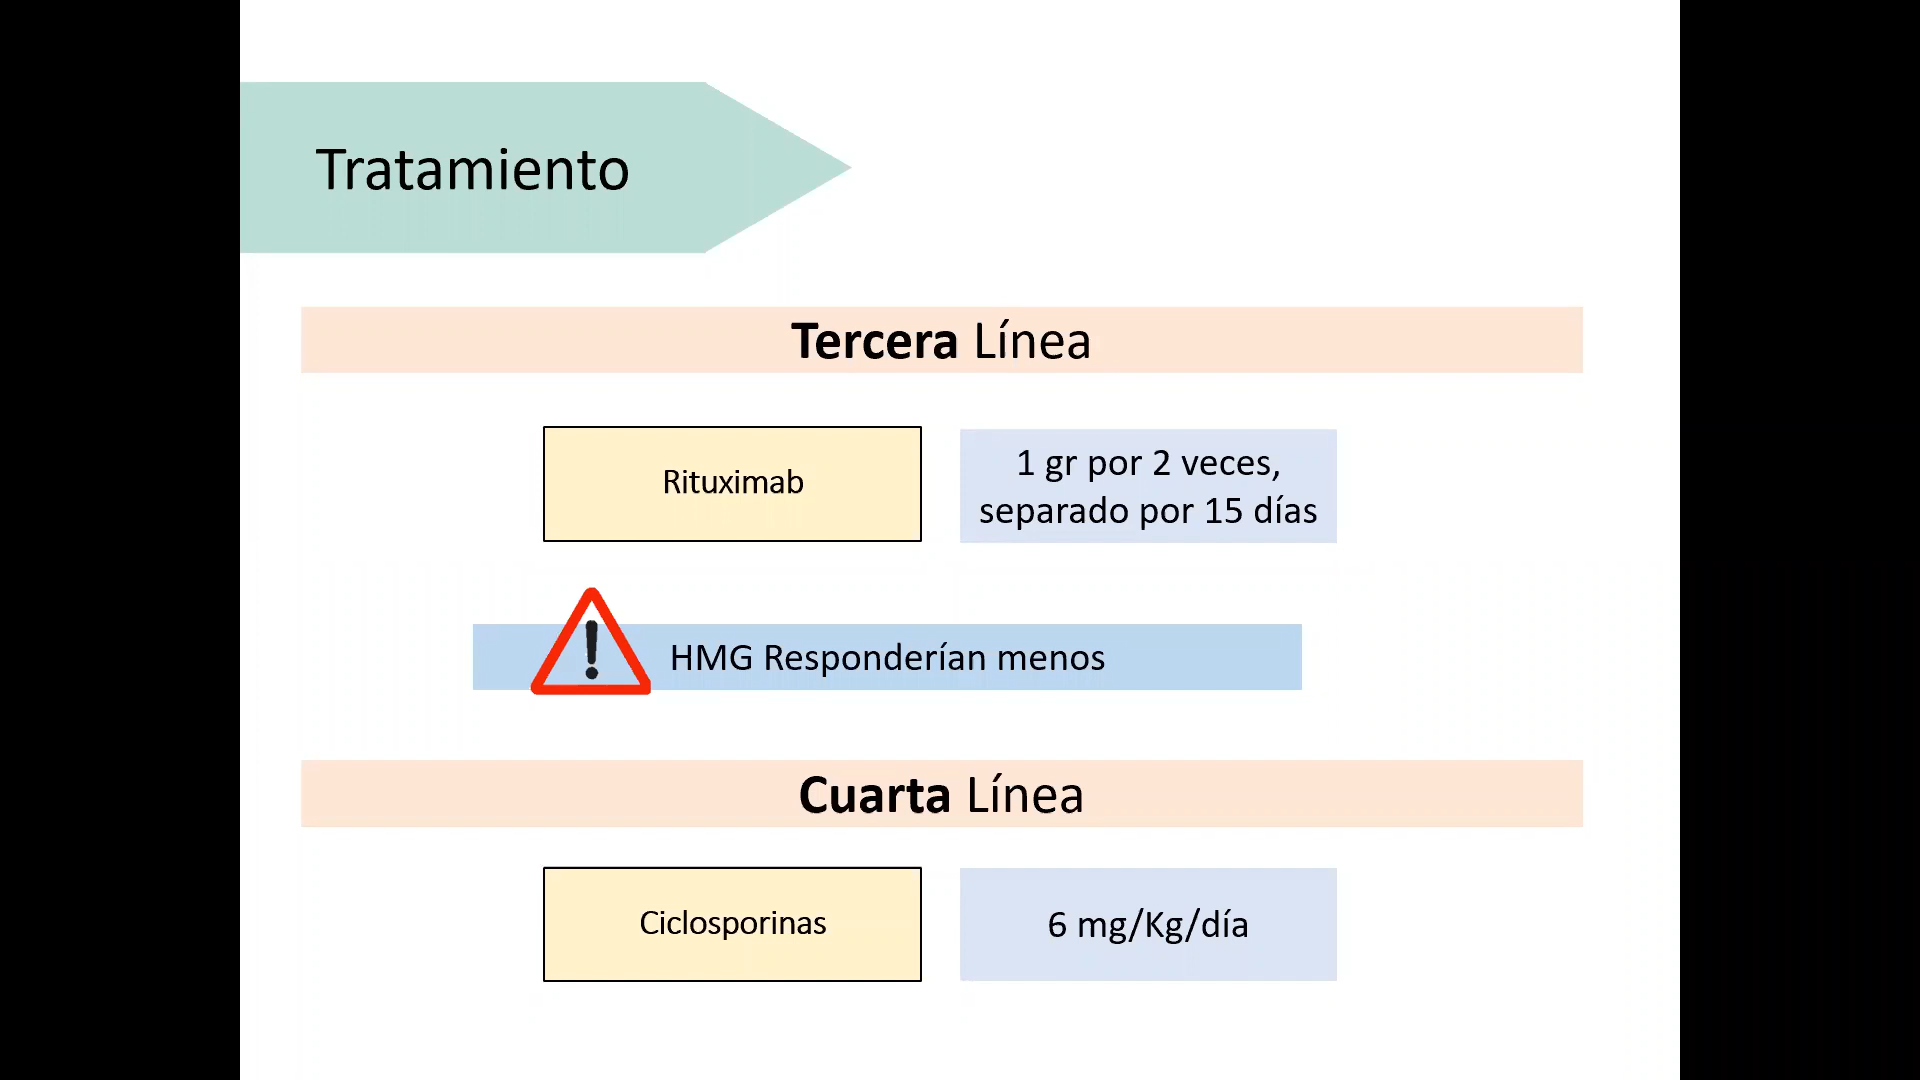 Tratamiento
Tercera Línea
Rituximab
1 gr por 2 veces,
separado por 15 días
HMG Responderían menos
Cuarta Línea
Ciclosporinas
6 mg/Kg/día